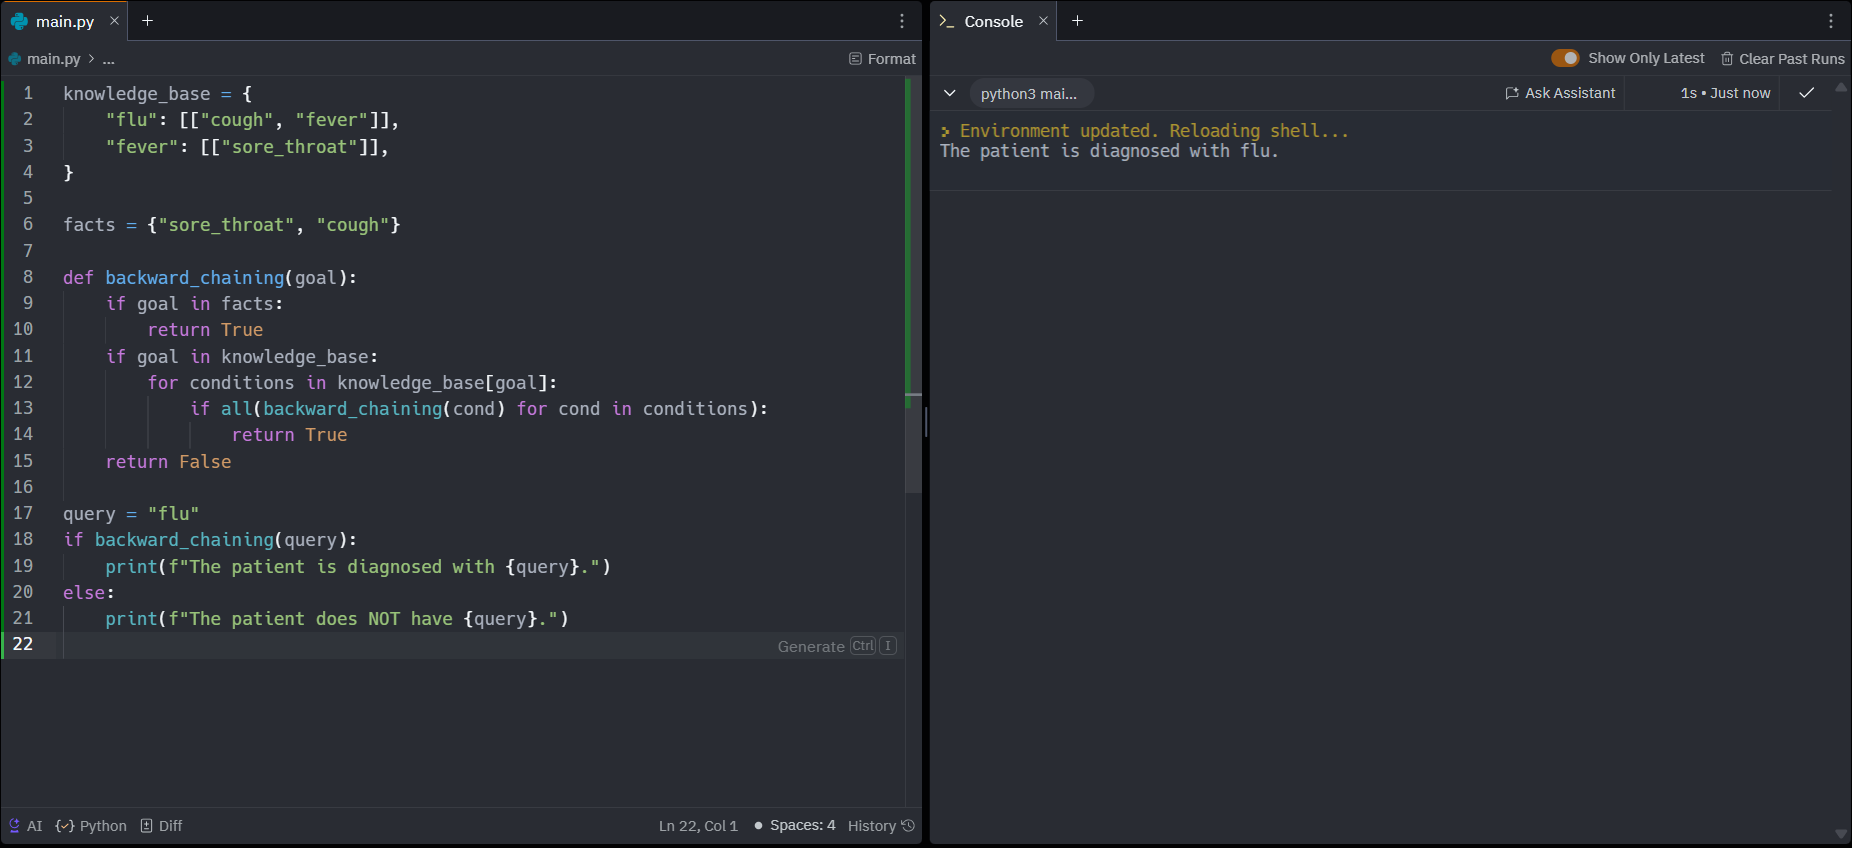 main.py
main.py > ...
Format
1 knowledge_base = {
2     "flu": [["cough", "fever"]],
3     "fever": [["sore_throat"]],
4 }
5
6 facts = {"sore_throat", "cough"}
7
8 def backward_chaining(goal):
9     if goal in facts:
10         return True
11     if goal in knowledge_base:
12         for conditions in knowledge_base[goal]:
13             if all(backward_chaining(cond) for cond in conditions):
14                 return True
15     return False
16
17 query = "flu"
18 if backward_chaining(query):
19     print(f"The patient is diagnosed with {query}.")
20 else:
21     print(f"The patient does NOT have {query}.")
22
Generate Ctrl I
AI Python Diff Ln 22, Col 1 • Spaces: 4 History
Console
Show Only Latest Clear Past Runs
python3 mai... Ask Assistant 1s • Just now
Environment updated. Reloading shell...
The patient is diagnosed with flu.